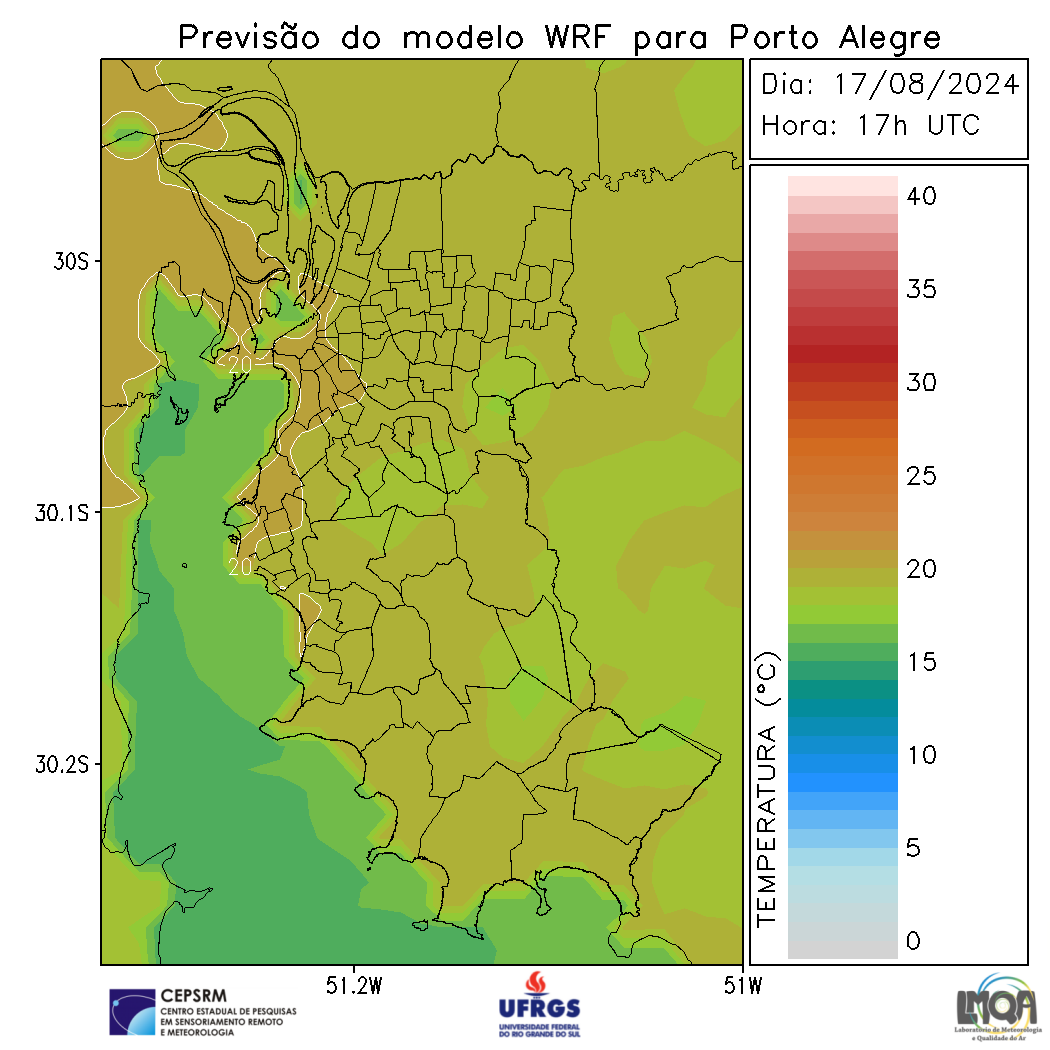 Previsão do modelo WRF para Porto Alegre
Dia: 17/08/2024
Hora: 17h UTC
40
35
30
25
20
15
10
5
0
TEMPERATURA (°C)
30S
30.1S
30.2S
20
20
51.2W
51W
CEPSRM
CENTRO ESTADUAL DE PESQUISAS
EM SENSORIAMENTO REMOTO
E METEOROLOGIA
UFRGS
UNIVERSIDADE FEDERAL
DO RIO GRANDE DO SUL
LMQA
Laboratório de Meteorologia
e Qualidade do Ar